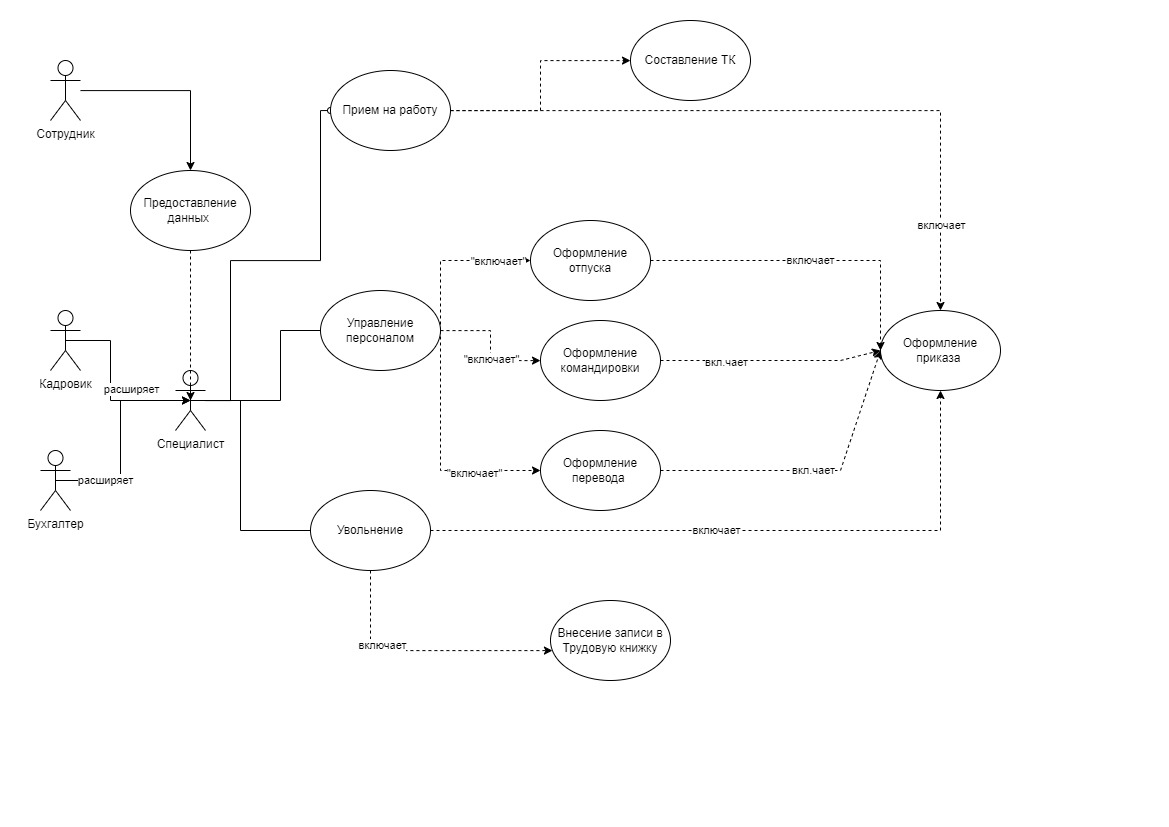 Составление ТК
Прием на работу
Сотрудник
Предоставление
данных
включает
"включает"
Оформление
отпуска
включает
Управление
персоналом
Оформление
приказа
"включает"
Оформление
командировки
вкл.чает
Кадровик
расширяет
Специалист
"включает"
Оформление
перевода
вкл.чает
расширяет
Бухгалтер
Увольнение
включает
включает
Внесение записи в
Трудовую книжку